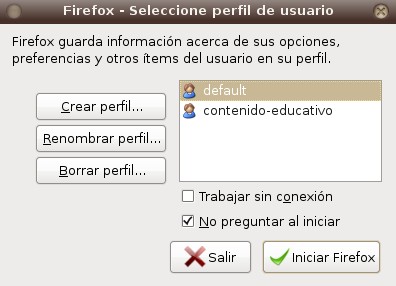 Firefox - Seleccione perfil de usuario
Firefox guarda información acerca de sus opciones,
preferencias y otros ítems del usuario en su perfil.
Crear perfil...
Renombrar perfil...
Borrar perfil...
default
contenido-educativo
Trabajar sin conexión
No preguntar al iniciar
Salir
Iniciar Firefox